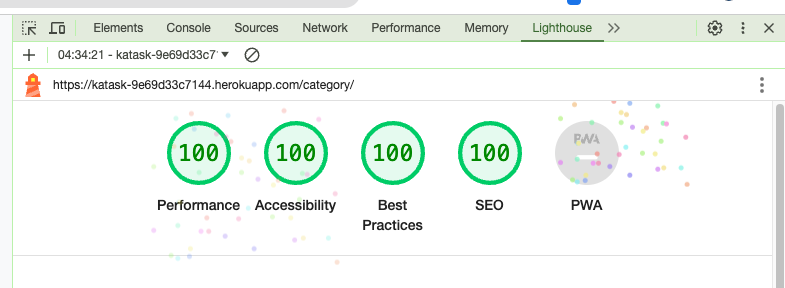 Elements Console Sources Network Performance Memory Lighthouse
04:34:21 - katask-9e69d33c7
https://katask-9e69d33c7144.herokuapp.com/category/
100 100 100 100 PWA
Performance Accessibility Best Practices SEO PWA